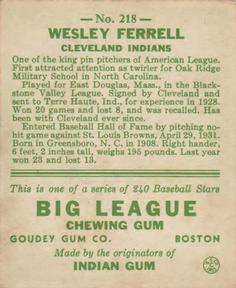 — No. 218 —
WESLEY FERRELL
CLEVELAND INDIANS
One of the king pin pitchers of American League.
First attracted attention as twirler for Oak Ridge
Military School in North Carolina.
Played for East Douglas, Mass., in the Black-
stone Valley League. Signed by Cleveland and
sent to Terre Haute, Ind., for experience in 1928.
Won 20 games and lost 8, and was recalled. Has
been with Cleveland ever since.
Entered Baseball Hall of Fame by pitching no-
hit game against St. Louis Browns, April 29, 1931.
Born in Greensboro, N. C. in 1908. Right hander,
6 feet, 2 inches tall, weighs 195 pounds. Last year
won 23 and lost 13.
This is one of a series of 240 Baseball Stars
BIG LEAGUE
CHEWING GUM
GOUDEY GUM CO. BOSTON
Made by the originators of
INDIAN GUM